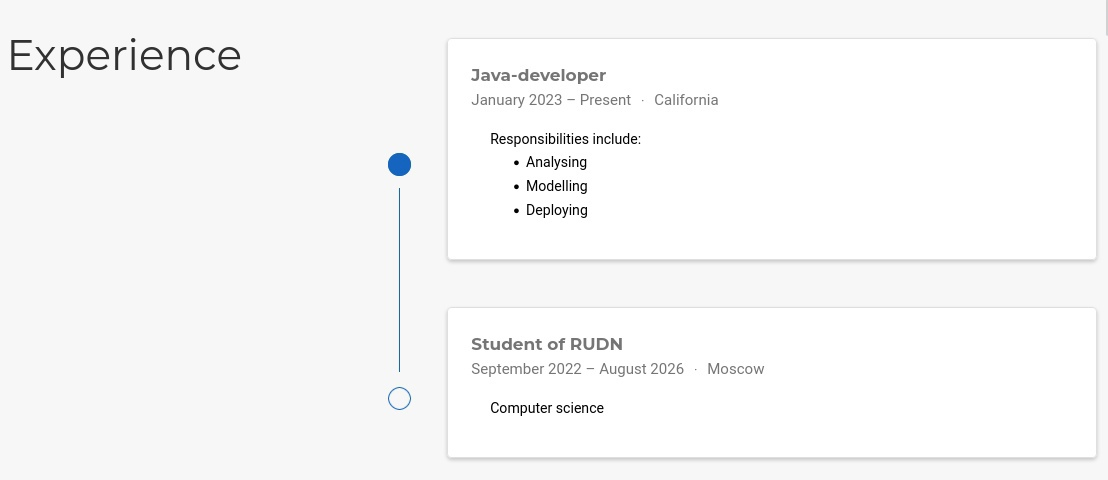 Experience
Java-developer
January 2023 – Present · California
Responsibilities include:
• Analysing
• Modelling
• Deploying
Student of RUDN
September 2022 – August 2026 · Moscow
Computer science